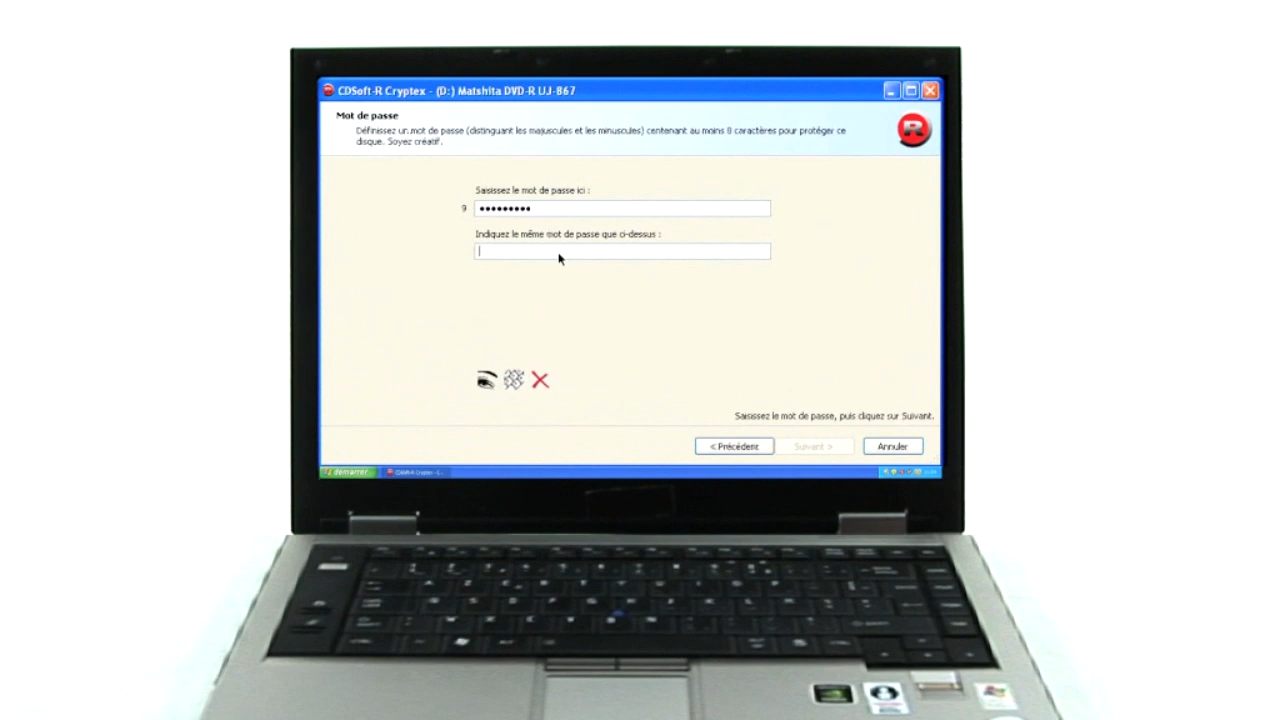 CDSoft-R Cryptex - (D:) Matshita DVD-R UJ-867
Mot de passe
Définissez un mot de passe (distinguant les majuscules et les minuscules) contenant au moins 8 caractères pour protéger ce
disque. Soyez créatif.
R
Saisissez le mot de passe ici :
9 •••••••••
Indiquez le même mot de passe que ci-dessus :
Saisissez le mot de passe, puis cliquez sur Suivant.
< Précédent Suivant > Annuler
démarrer CDSoft-R Cryptex - (...